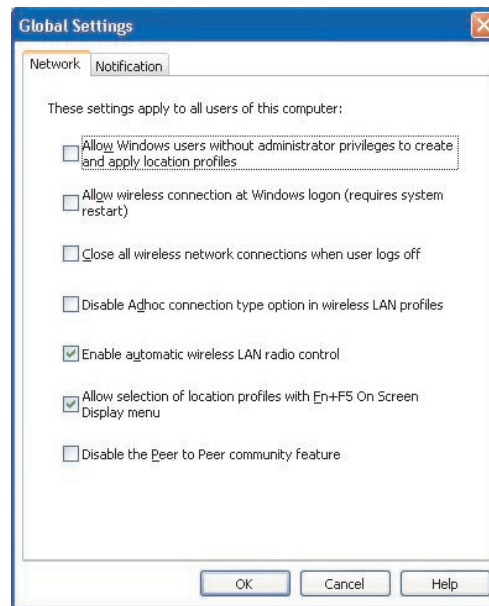 Global Settings
Network Notification
These settings apply to all users of this computer:
Allow Windows users without administrator privileges to create
and apply location profiles
Allow wireless connection at Windows logon (requires system
restart)
Close all wireless network connections when user logs off
Disable Adhoc connection type option in wireless LAN profiles
Enable automatic wireless LAN radio control
Allow selection of location profiles with Fn+F5 On Screen
Display menu
Disable the Peer to Peer community feature
OK Cancel Help